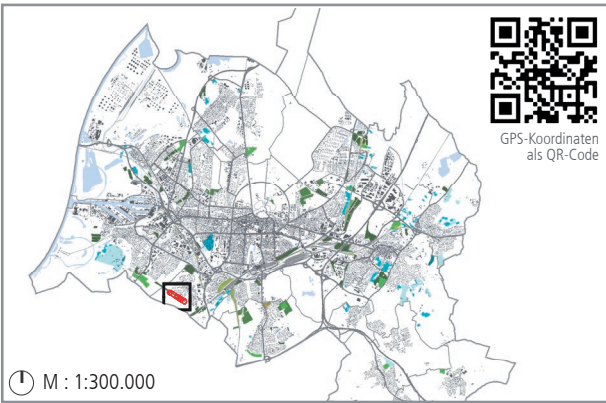 GPS-Koordinaten
als QR-Code
M : 1:300.000